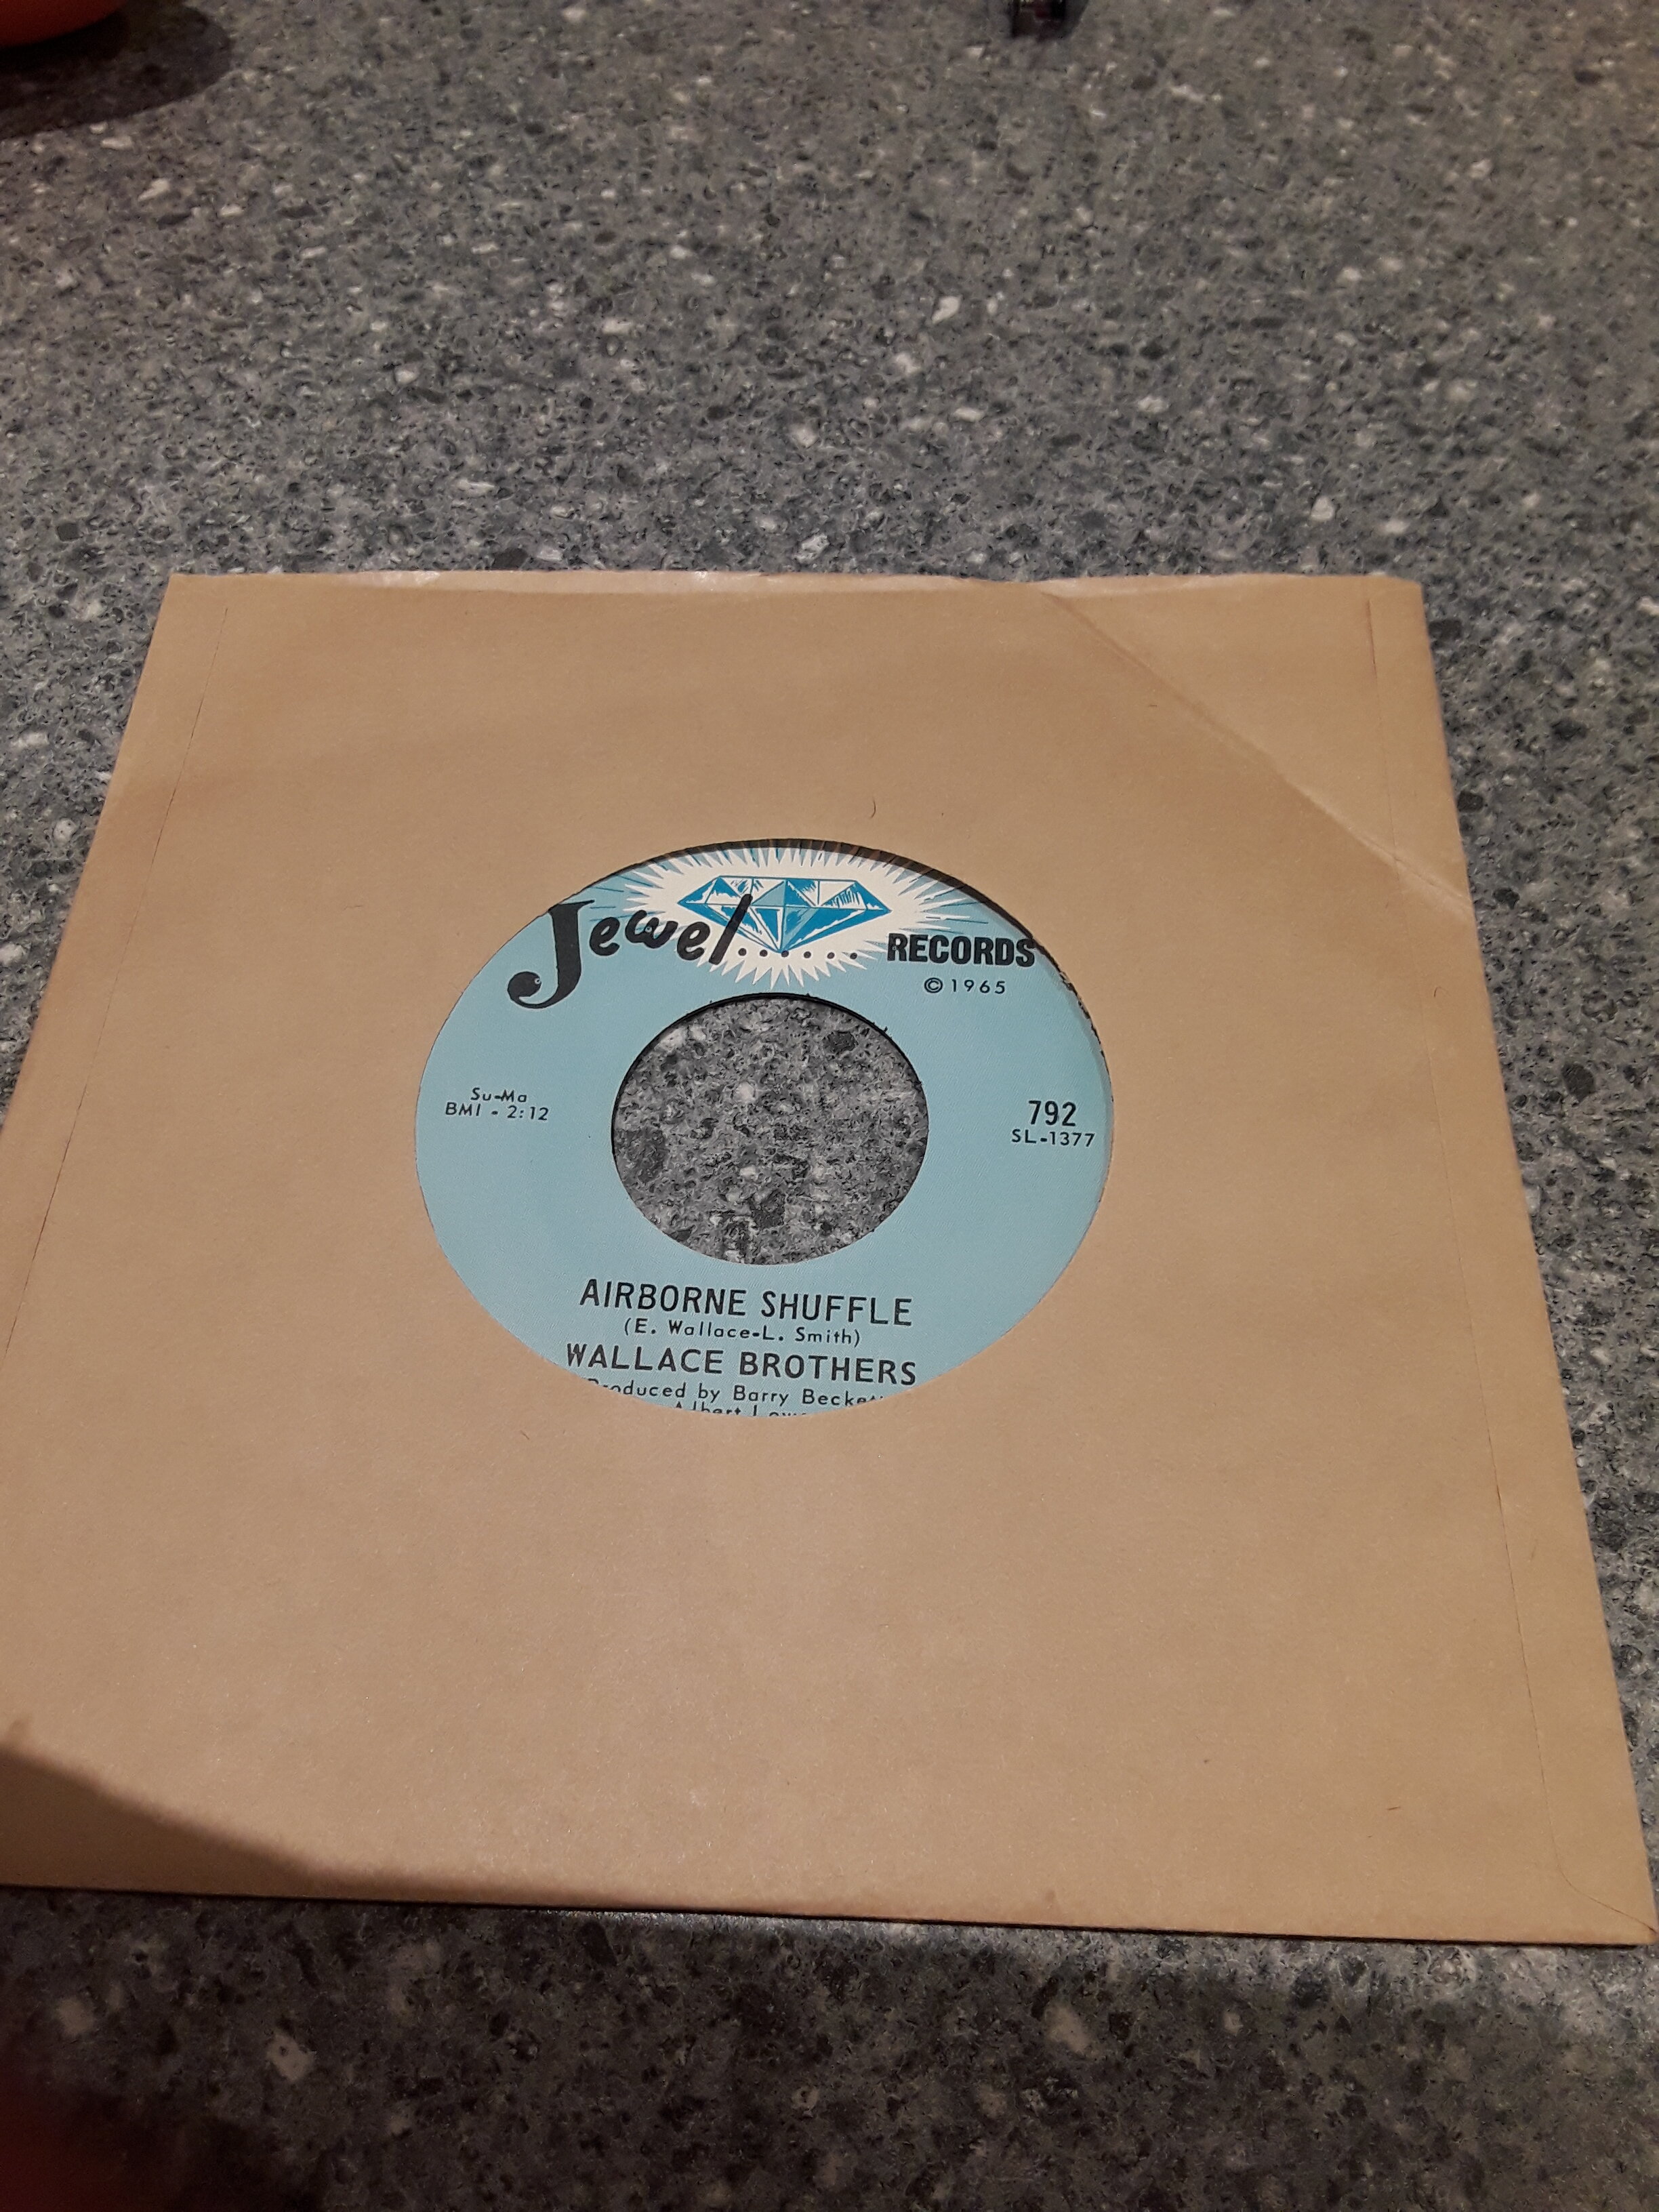 Jewel...... RECORDS
© 1965
Su-Ma
BMI - 2:12
792
SL-1377
AIRBORNE SHUFFLE
(E. Wallace-L. Smith)
WALLACE BROTHERS
Produced by Barry
Albert